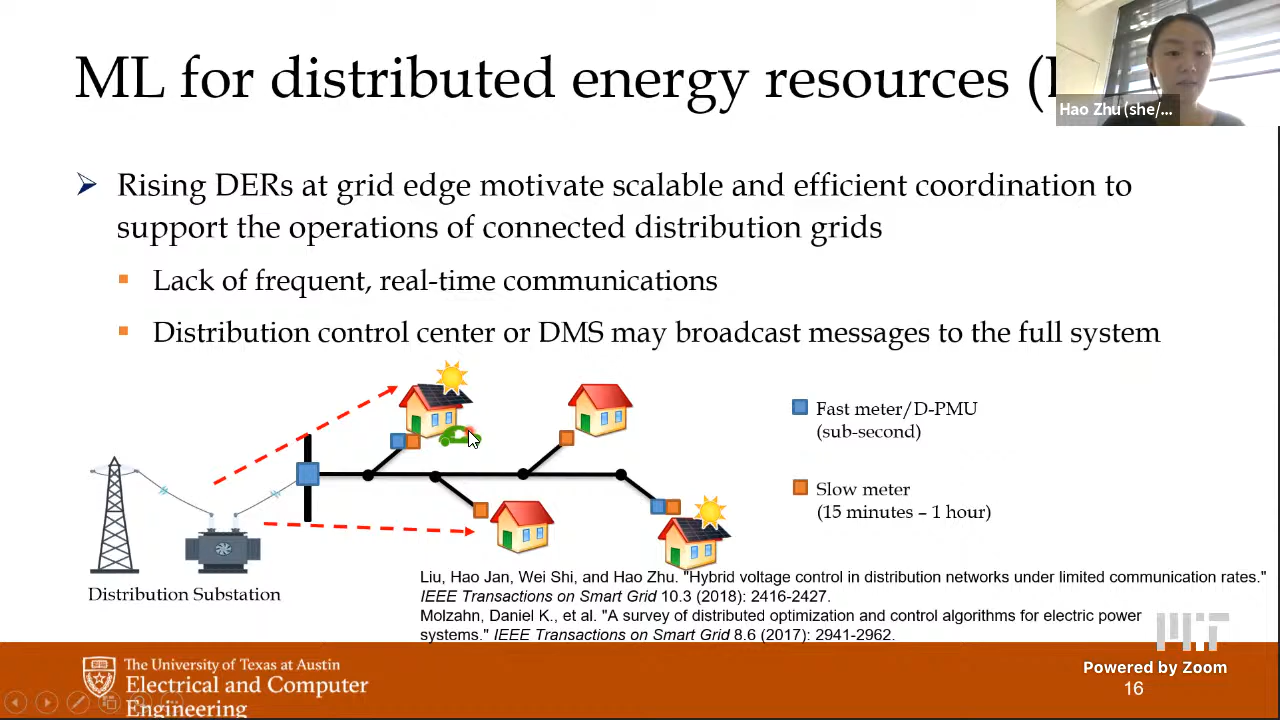 ML for distributed energy resources (
Hao Zhu (she/...
Rising DERs at grid edge motivate scalable and efficient coordination to
support the operations of connected distribution grids
Lack of frequent, real-time communications
Distribution control center or DMS may broadcast messages to the full system
Fast meter/D-PMU
(sub-second)
Slow meter
(15 minutes – 1 hour)
Distribution Substation
Liu, Hao Jan, Wei Shi, and Hao Zhu. "Hybrid voltage control in distribution networks under limited communication rates."
IEEE Transactions on Smart Grid 10.3 (2018): 2416-2427.
Molzahn, Daniel K., et al. "A survey of distributed optimization and control algorithms for electric power
systems." IEEE Transactions on Smart Grid 8.6 (2017): 2941-2962.
MIT
The University of Texas at Austin
Electrical and Computer
Engineering
Powered by Zoom
16